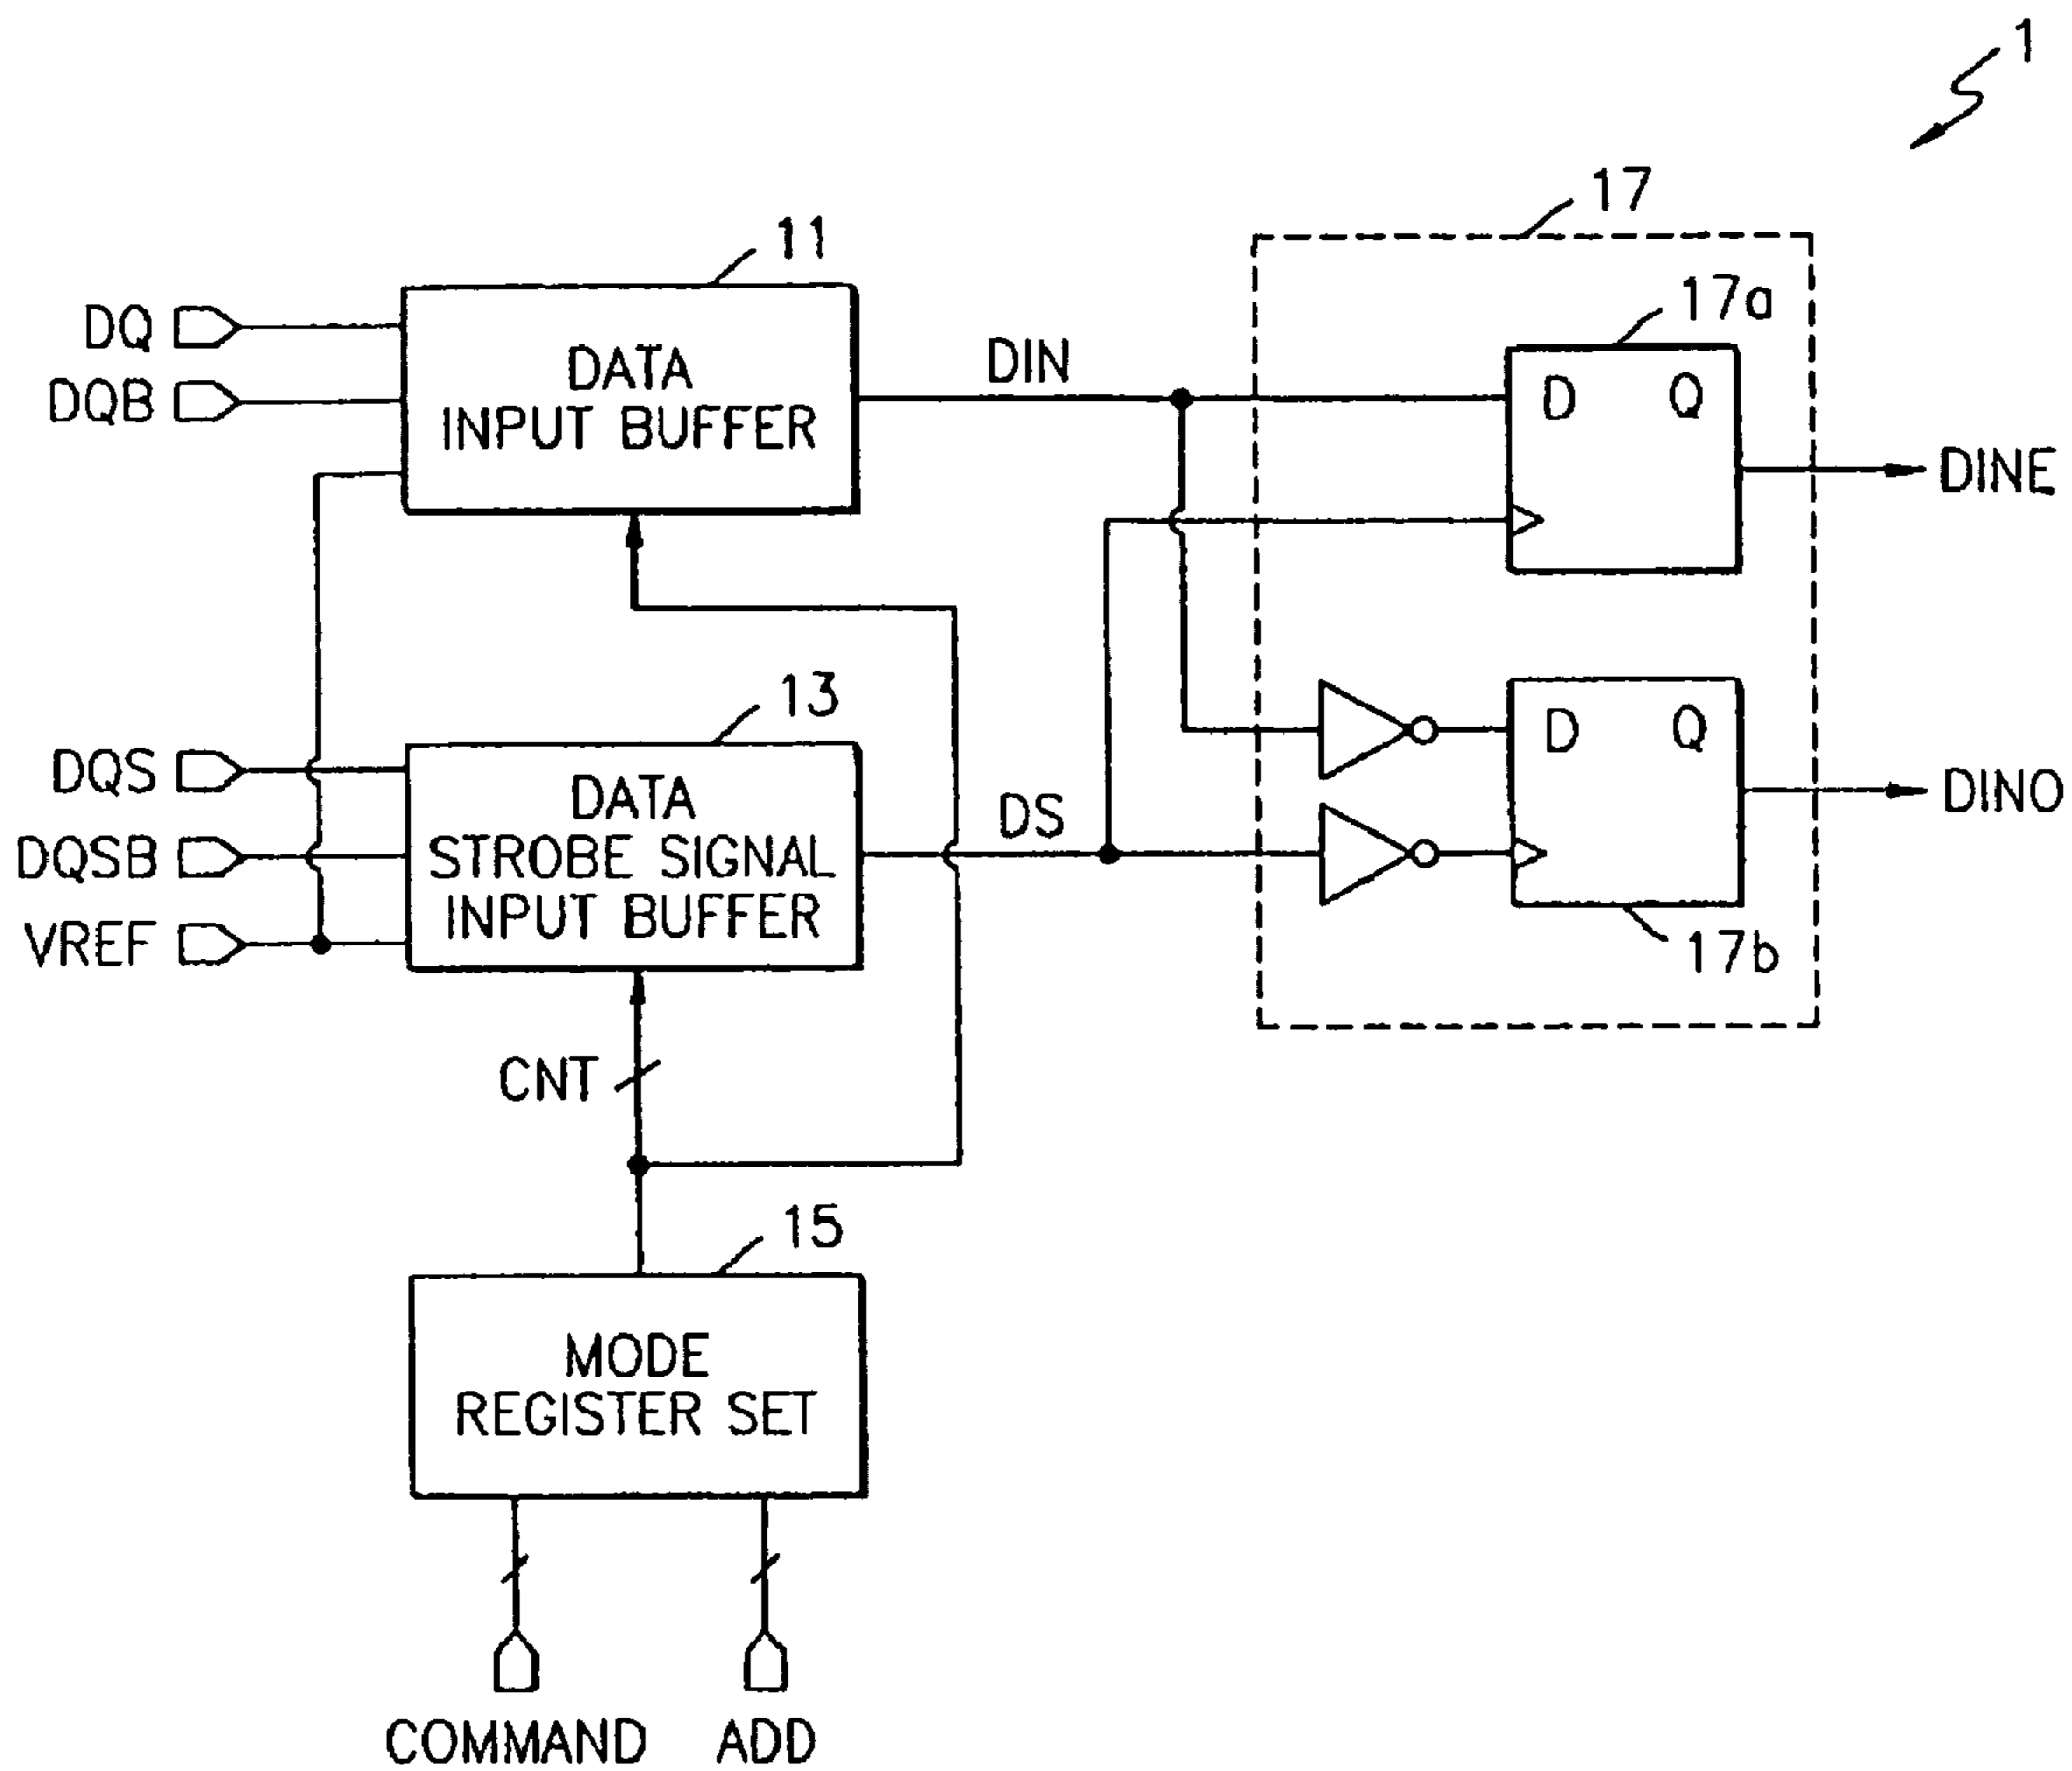 1
17
11
17a
DQ
DQB
DATA
INPUT BUFFER
DIN
D Q
DINE
13
DQS
DQSB
VREF
DATA
STROBE SIGNAL
INPUT BUFFER
DS
D Q
DINO
17b
CNT
15
MODE
REGISTER SET
COMMAND
ADD